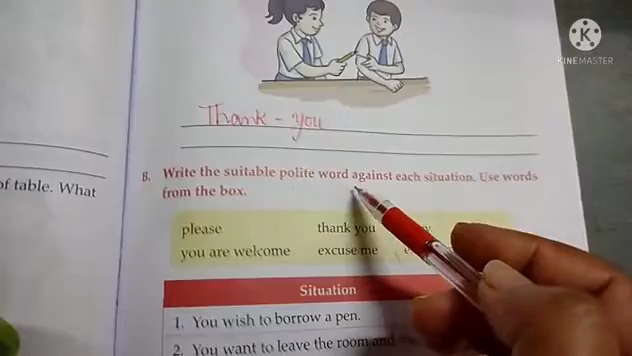 K
KINEMASTER
Thank - you
of table. What
8. Write the suitable polite word against each situation. Use words
from the box.
please thank you
you are welcome excuse me
Situation
1. You wish to borrow a pen.
2. You want to leave the room and